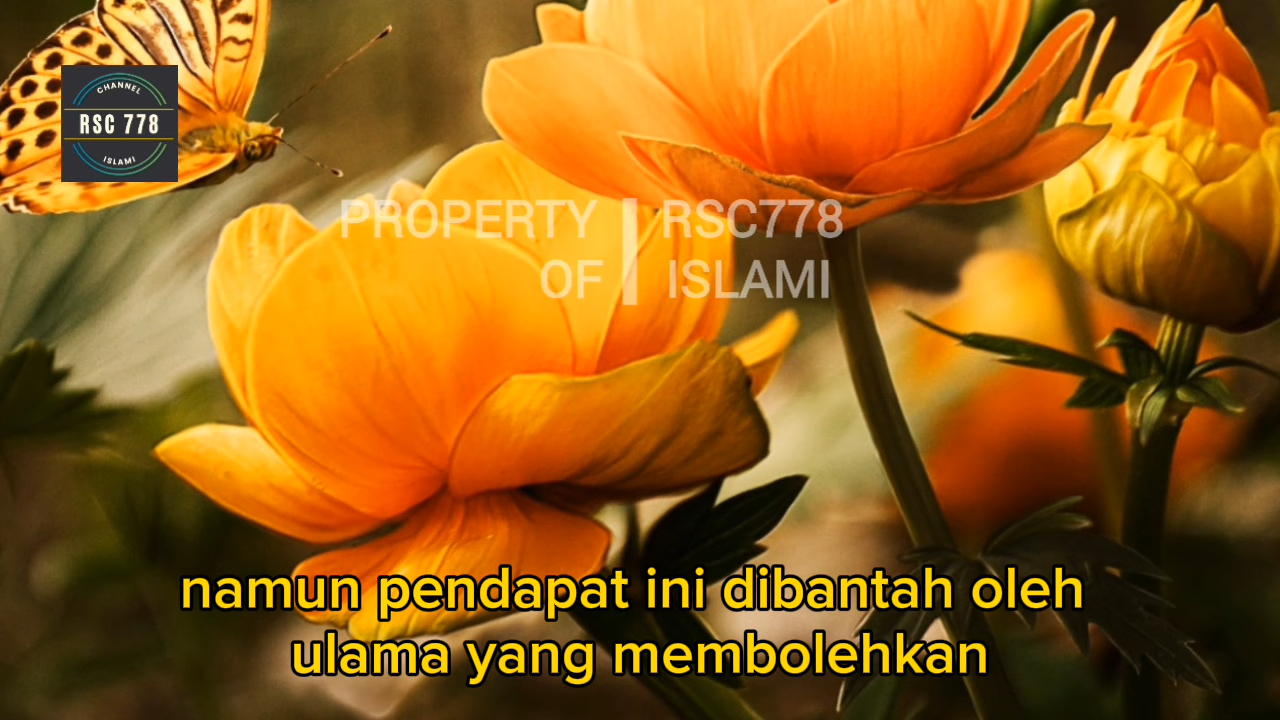 CHANNEL
RSC 778
ISLAMI
PROPERTY | RSC778
OF | ISLAMI
namun pendapat ini dibantah oleh
ulama yang membolehkan